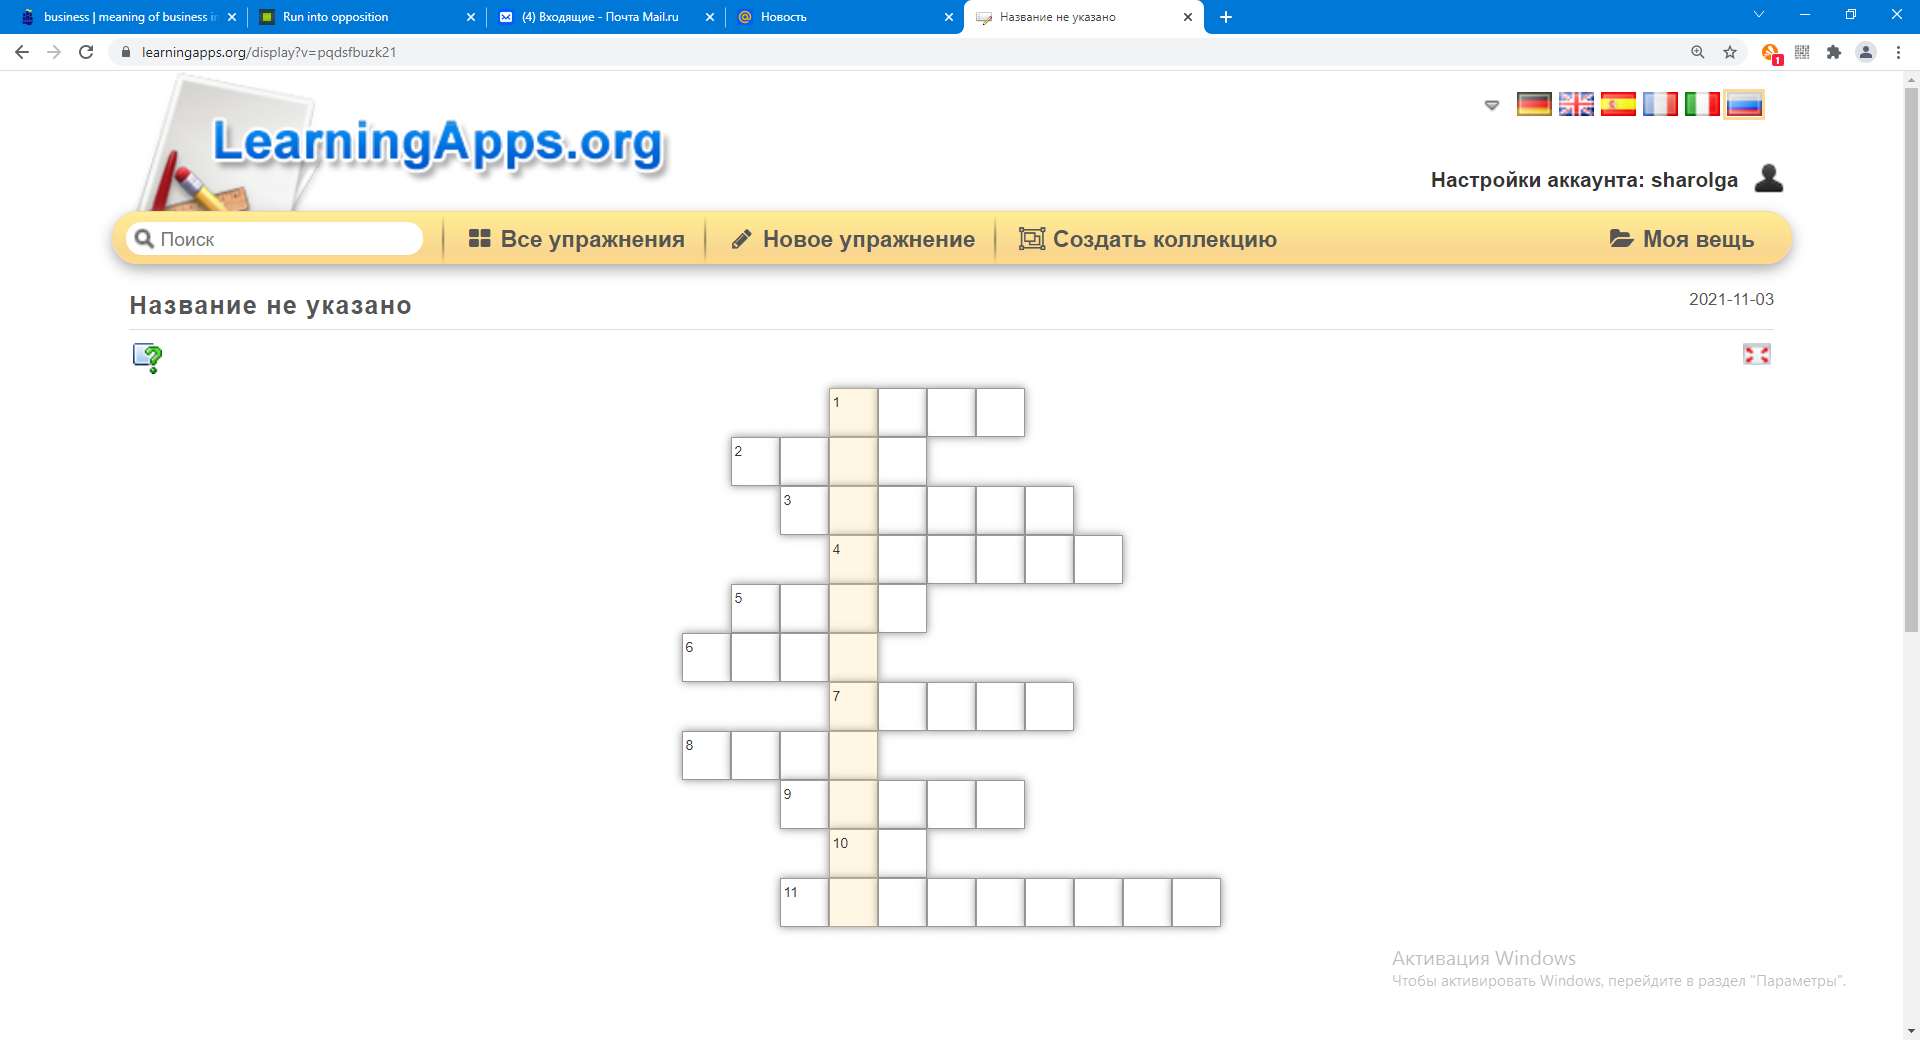 business | meaning of business in
Run into opposition
(4) Входящие - Почта Mail.ru
Новость
Название не указано
learningapps.org/display?v=pqdsfbuzk21
1
LearningApps.org
Настройки аккаунта: sharolga
Поиск
Все упражнения
Новое упражнение
Создать коллекцию
Моя вещь
Название не указано
2021-11-03
1
2
3
4
5
6
7
8
9
10
11
Активация Windows
Чтобы активировать Windows, перейдите в раздел "Параметры".